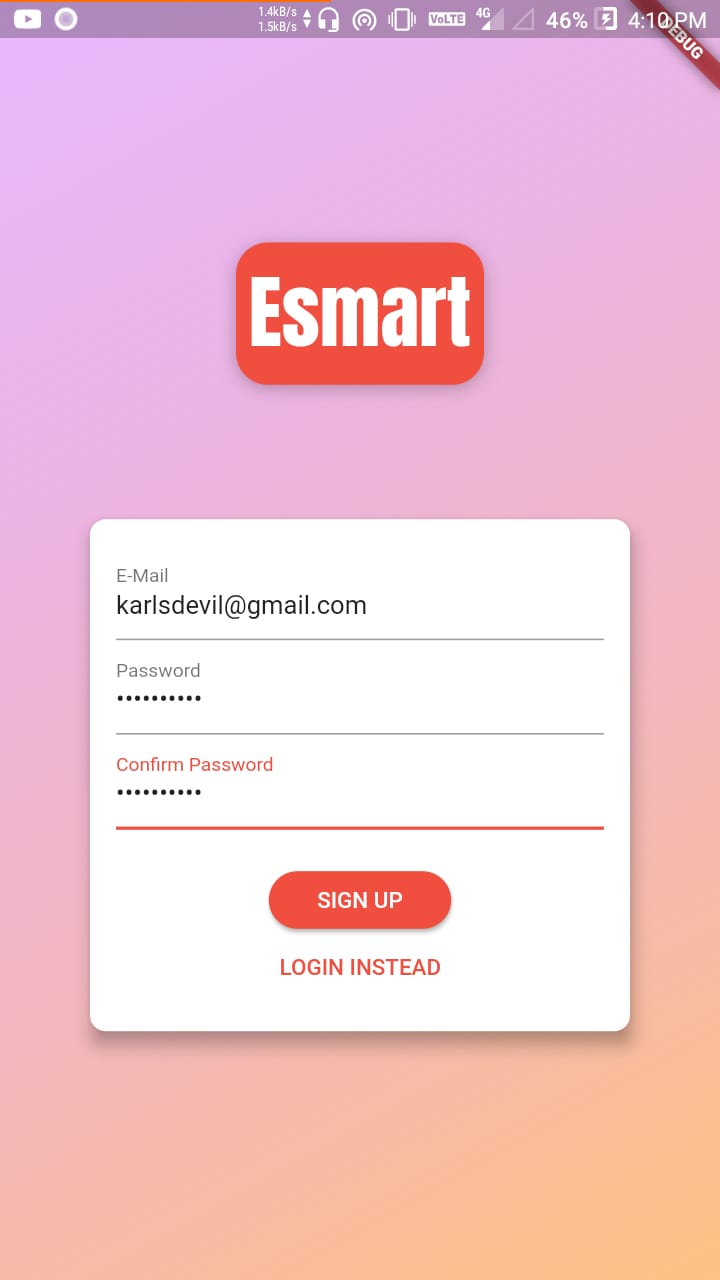 1.4kB/s
1.5kB/s
VoLTE
4G
46%
4:10 PM
DEBUG
Esmart
E-Mail
karlsdevil@gmail.com
Password
••••••••••
Confirm Password
••••••••••
SIGN UP
LOGIN INSTEAD